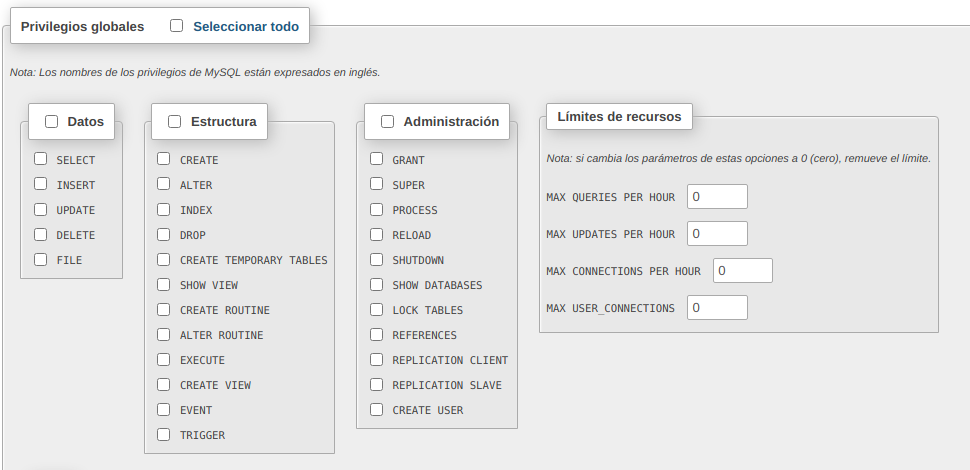 Privilegios globales Seleccionar todo
Nota: Los nombres de los privilegios de MySQL están expresados en inglés.
Datos
SELECT
INSERT
UPDATE
DELETE
FILE
Estructura
CREATE
ALTER
INDEX
DROP
CREATE TEMPORARY TABLES
SHOW VIEW
CREATE ROUTINE
ALTER ROUTINE
EXECUTE
CREATE VIEW
EVENT
TRIGGER
Administración
GRANT
SUPER
PROCESS
RELOAD
SHUTDOWN
SHOW DATABASES
LOCK TABLES
REFERENCES
REPLICATION CLIENT
REPLICATION SLAVE
CREATE USER
Límites de recursos
Nota: si cambia los parámetros de estas opciones a 0 (cero), remueve el límite.
MAX QUERIES PER HOUR 0
MAX UPDATES PER HOUR 0
MAX CONNECTIONS PER HOUR 0
MAX USER_CONNECTIONS 0